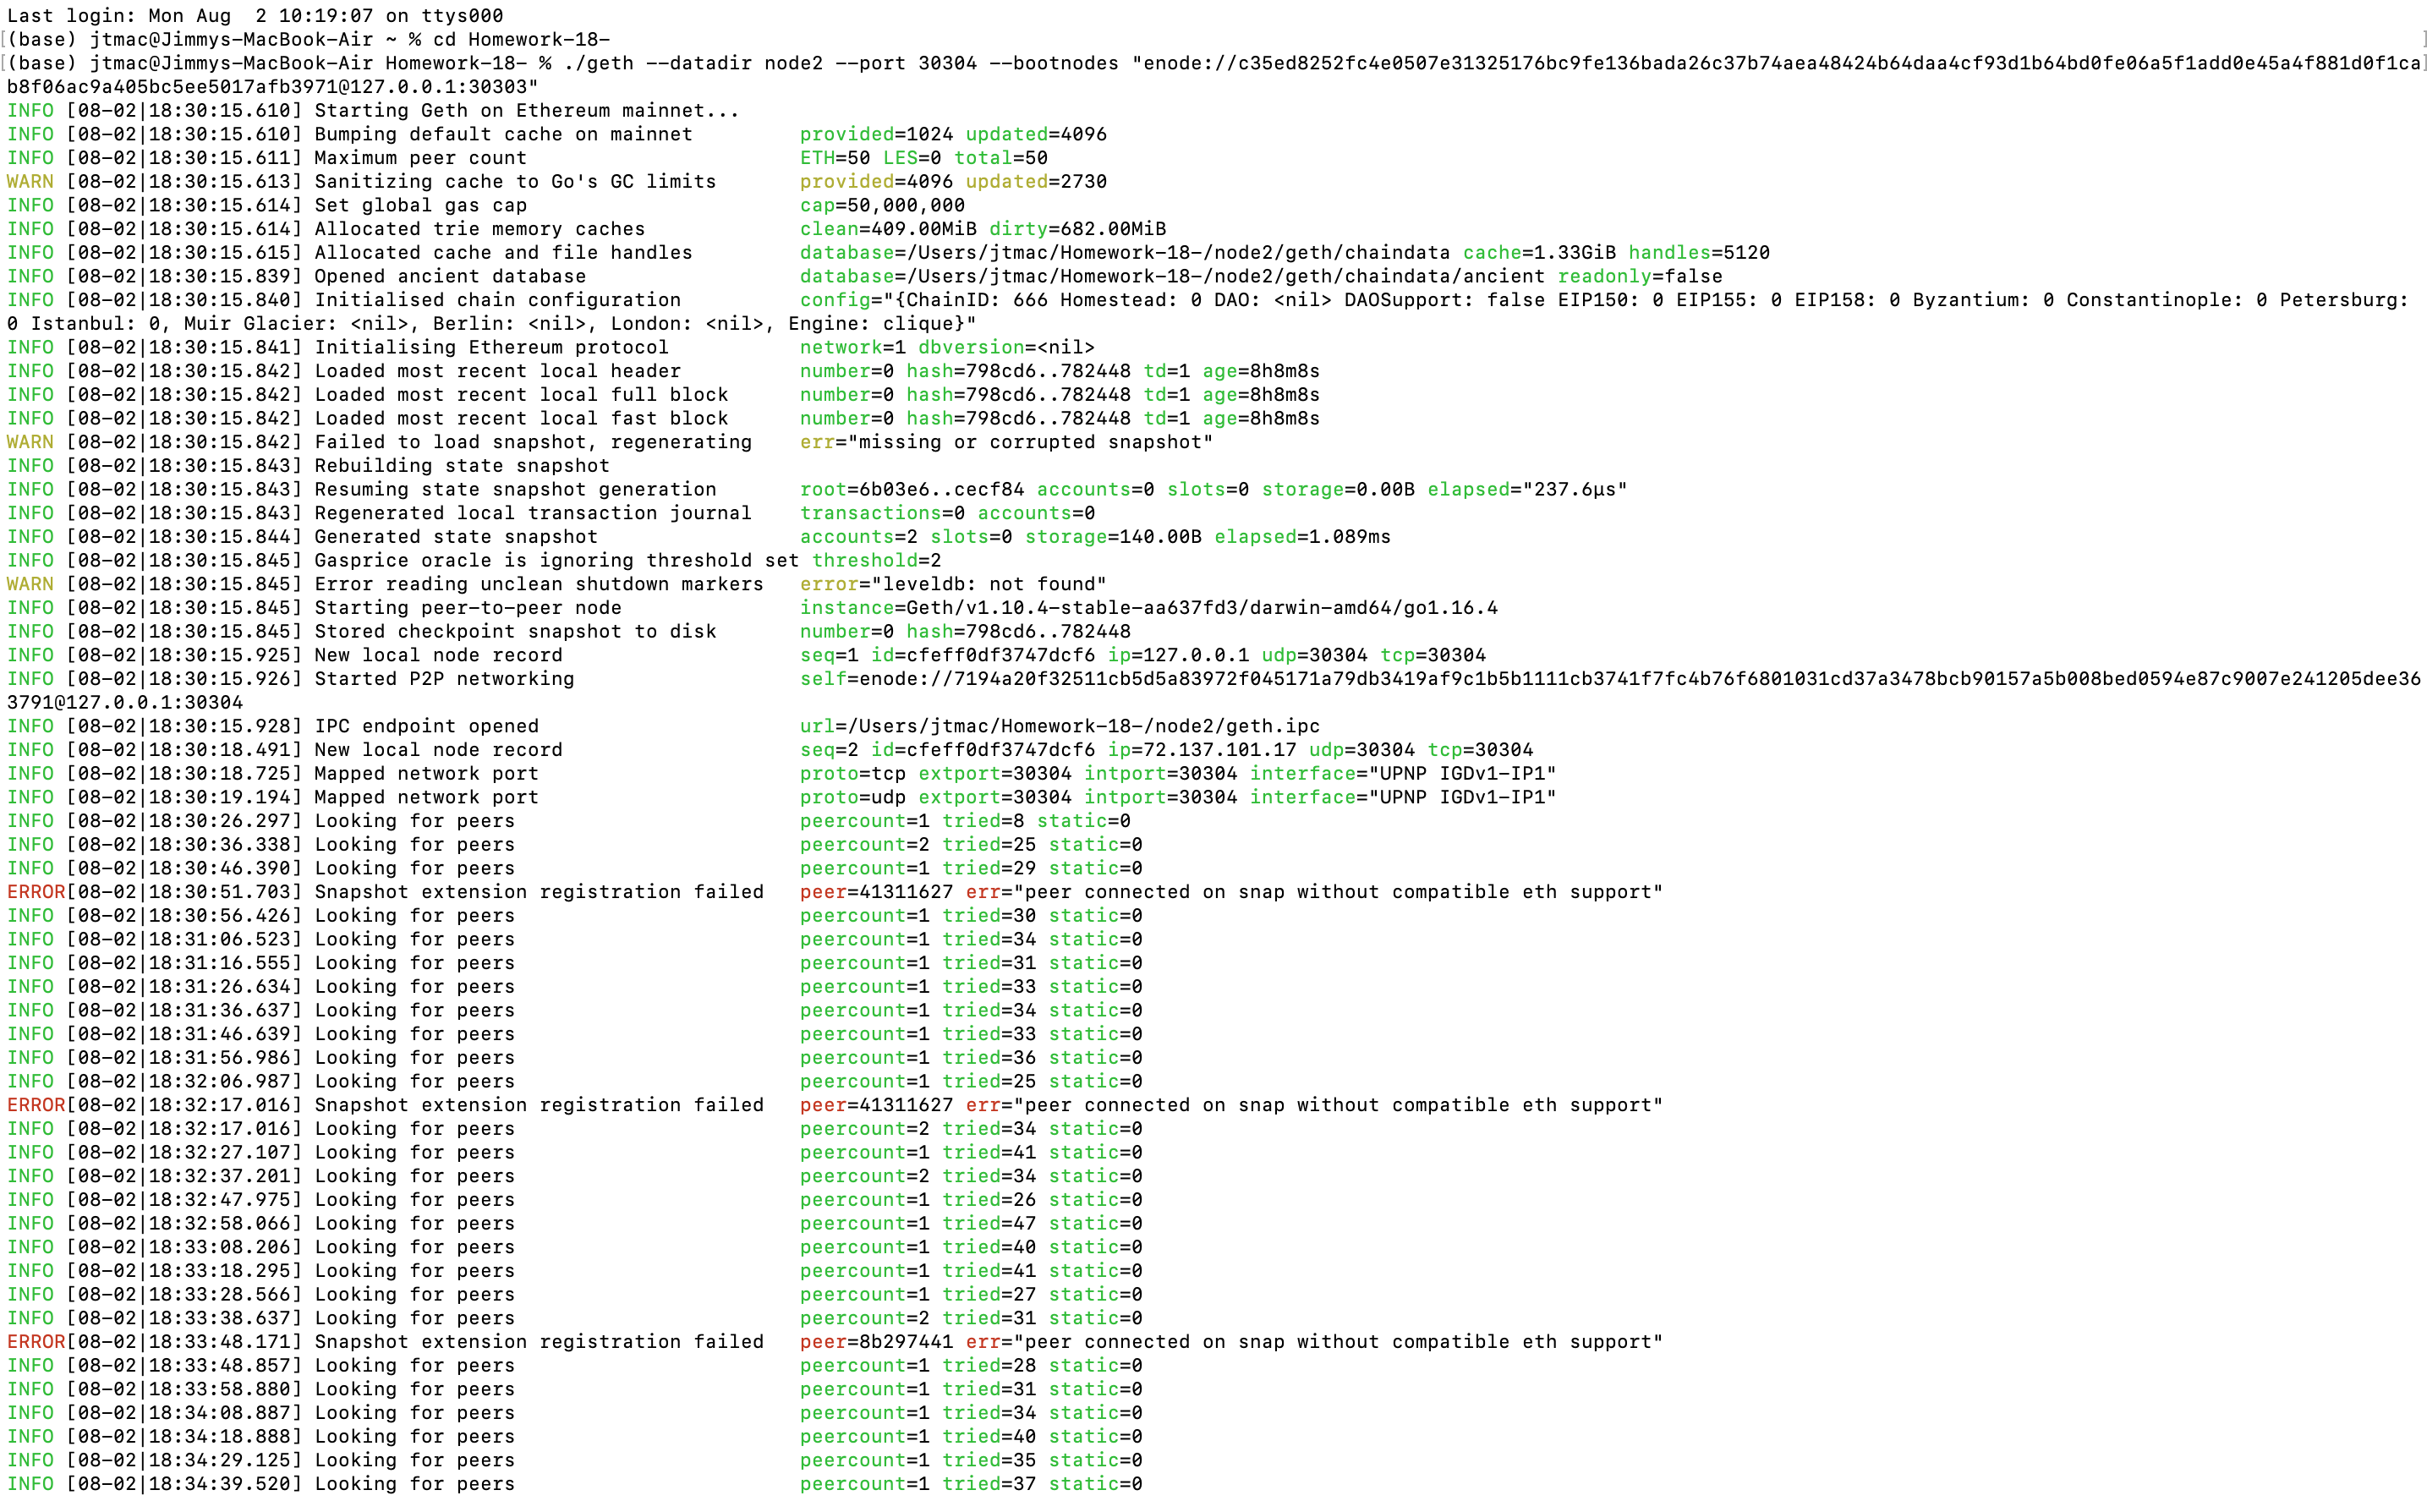 Last login: Mon Aug  2 10:19:07 on ttys000
[(base) jtmac@Jimmys-MacBook-Air ~ % cd Homework-18-                                                                                                     ]
[(base) jtmac@Jimmys-MacBook-Air Homework-18- % ./geth --datadir node2 --port 30304 --bootnodes "enode://c35ed8252fc4e0507e31325176bc9fe136bada26c37b74aea48424b64daa4cf93d1b64bd0fe06a5f1add0e45a4f881d0f1ca]
b8f06ac9a405bc5ee5017afb3971@127.0.0.1:30303"
INFO [08-02|18:30:15.610] Starting Geth on Ethereum mainnet...
INFO [08-02|18:30:15.610] Bumping default cache on mainnet         provided=1024 updated=4096
INFO [08-02|18:30:15.611] Maximum peer count                       ETH=50 LES=0 total=50
WARN [08-02|18:30:15.613] Sanitizing cache to Go's GC limits       provided=4096 updated=2730
INFO [08-02|18:30:15.614] Set global gas cap                       cap=50,000,000
INFO [08-02|18:30:15.614] Allocated trie memory caches             clean=409.00MiB dirty=682.00MiB
INFO [08-02|18:30:15.615] Allocated cache and file handles         database=/Users/jtmac/Homework-18-/node2/geth/chaindata cache=1.33GiB handles=5120
INFO [08-02|18:30:15.839] Opened ancient database                  database=/Users/jtmac/Homework-18-/node2/geth/chaindata/ancient readonly=false
INFO [08-02|18:30:15.840] Initialised chain configuration          config="{ChainID: 666 Homestead: 0 DAO: <nil> DAOSupport: false EIP150: 0 EIP155: 0 EIP158: 0 Byzantium: 0 Constantinople: 0 Petersburg:
0 Istanbul: 0, Muir Glacier: <nil>, Berlin: <nil>, London: <nil>, Engine: clique}"
INFO [08-02|18:30:15.841] Initialising Ethereum protocol           network=1 dbversion=<nil>
INFO [08-02|18:30:15.842] Loaded most recent local header          number=0 hash=798cd6..782448 td=1 age=8h8m8s
INFO [08-02|18:30:15.842] Loaded most recent local full block      number=0 hash=798cd6..782448 td=1 age=8h8m8s
INFO [08-02|18:30:15.842] Loaded most recent local fast block      number=0 hash=798cd6..782448 td=1 age=8h8m8s
WARN [08-02|18:30:15.842] Failed to load snapshot, regenerating    err="missing or corrupted snapshot"
INFO [08-02|18:30:15.843] Rebuilding state snapshot
INFO [08-02|18:30:15.843] Resuming state snapshot generation       root=6b03e6..cecf84 accounts=0 slots=0 storage=0.00B elapsed="237.6µs"
INFO [08-02|18:30:15.843] Regenerated local transaction journal    transactions=0 accounts=0
INFO [08-02|18:30:15.844] Generated state snapshot                 accounts=2 slots=0 storage=140.00B elapsed=1.089ms
INFO [08-02|18:30:15.845] Gasprice oracle is ignoring threshold set threshold=2
WARN [08-02|18:30:15.845] Error reading unclean shutdown markers   error="leveldb: not found"
INFO [08-02|18:30:15.845] Starting peer-to-peer node               instance=Geth/v1.10.4-stable-aa637fd3/darwin-amd64/go1.16.4
INFO [08-02|18:30:15.845] Stored checkpoint snapshot to disk       number=0 hash=798cd6..782448
INFO [08-02|18:30:15.925] New local node record                    seq=1 id=cfeff0df3747dcf6 ip=127.0.0.1 udp=30304 tcp=30304
INFO [08-02|18:30:15.926] Started P2P networking                   self=enode://7194a20f32511cb5d5a83972f045171a79db3419af9c1b5b1111cb3741f7fc4b76f6801031cd37a3478bcb90157a5b008bed0594e87c9007e241205dee36
3791@127.0.0.1:30304
INFO [08-02|18:30:15.928] IPC endpoint opened                      url=/Users/jtmac/Homework-18-/node2/geth.ipc
INFO [08-02|18:30:18.491] New local node record                    seq=2 id=cfeff0df3747dcf6 ip=72.137.101.17 udp=30304 tcp=30304
INFO [08-02|18:30:18.725] Mapped network port                      proto=tcp extport=30304 intport=30304 interface="UPNP IGDv1-IP1"
INFO [08-02|18:30:19.194] Mapped network port                      proto=udp extport=30304 intport=30304 interface="UPNP IGDv1-IP1"
INFO [08-02|18:30:26.297] Looking for peers                        peercount=1 tried=8 static=0
INFO [08-02|18:30:36.338] Looking for peers                        peercount=2 tried=25 static=0
INFO [08-02|18:30:46.390] Looking for peers                        peercount=1 tried=29 static=0
ERROR[08-02|18:30:51.703] Snapshot extension registration failed   peer=41311627 err="peer connected on snap without compatible eth support"
INFO [08-02|18:30:56.426] Looking for peers                        peercount=1 tried=30 static=0
INFO [08-02|18:31:06.523] Looking for peers                        peercount=1 tried=34 static=0
INFO [08-02|18:31:16.555] Looking for peers                        peercount=1 tried=31 static=0
INFO [08-02|18:31:26.634] Looking for peers                        peercount=1 tried=33 static=0
INFO [08-02|18:31:36.637] Looking for peers                        peercount=1 tried=34 static=0
INFO [08-02|18:31:46.639] Looking for peers                        peercount=1 tried=33 static=0
INFO [08-02|18:31:56.986] Looking for peers                        peercount=1 tried=36 static=0
INFO [08-02|18:32:06.987] Looking for peers                        peercount=1 tried=25 static=0
ERROR[08-02|18:32:17.016] Snapshot extension registration failed   peer=41311627 err="peer connected on snap without compatible eth support"
INFO [08-02|18:32:17.016] Looking for peers                        peercount=2 tried=34 static=0
INFO [08-02|18:32:27.107] Looking for peers                        peercount=1 tried=41 static=0
INFO [08-02|18:32:37.201] Looking for peers                        peercount=2 tried=34 static=0
INFO [08-02|18:32:47.975] Looking for peers                        peercount=1 tried=26 static=0
INFO [08-02|18:32:58.066] Looking for peers                        peercount=1 tried=47 static=0
INFO [08-02|18:33:08.206] Looking for peers                        peercount=1 tried=40 static=0
INFO [08-02|18:33:18.295] Looking for peers                        peercount=1 tried=41 static=0
INFO [08-02|18:33:28.566] Looking for peers                        peercount=1 tried=27 static=0
INFO [08-02|18:33:38.637] Looking for peers                        peercount=2 tried=31 static=0
ERROR[08-02|18:33:48.171] Snapshot extension registration failed   peer=8b297441 err="peer connected on snap without compatible eth support"
INFO [08-02|18:33:48.857] Looking for peers                        peercount=1 tried=28 static=0
INFO [08-02|18:33:58.880] Looking for peers                        peercount=1 tried=31 static=0
INFO [08-02|18:34:08.887] Looking for peers                        peercount=1 tried=34 static=0
INFO [08-02|18:34:18.888] Looking for peers                        peercount=1 tried=40 static=0
INFO [08-02|18:34:29.125] Looking for peers                        peercount=1 tried=35 static=0
INFO [08-02|18:34:39.520] Looking for peers                        peercount=1 tried=37 static=0